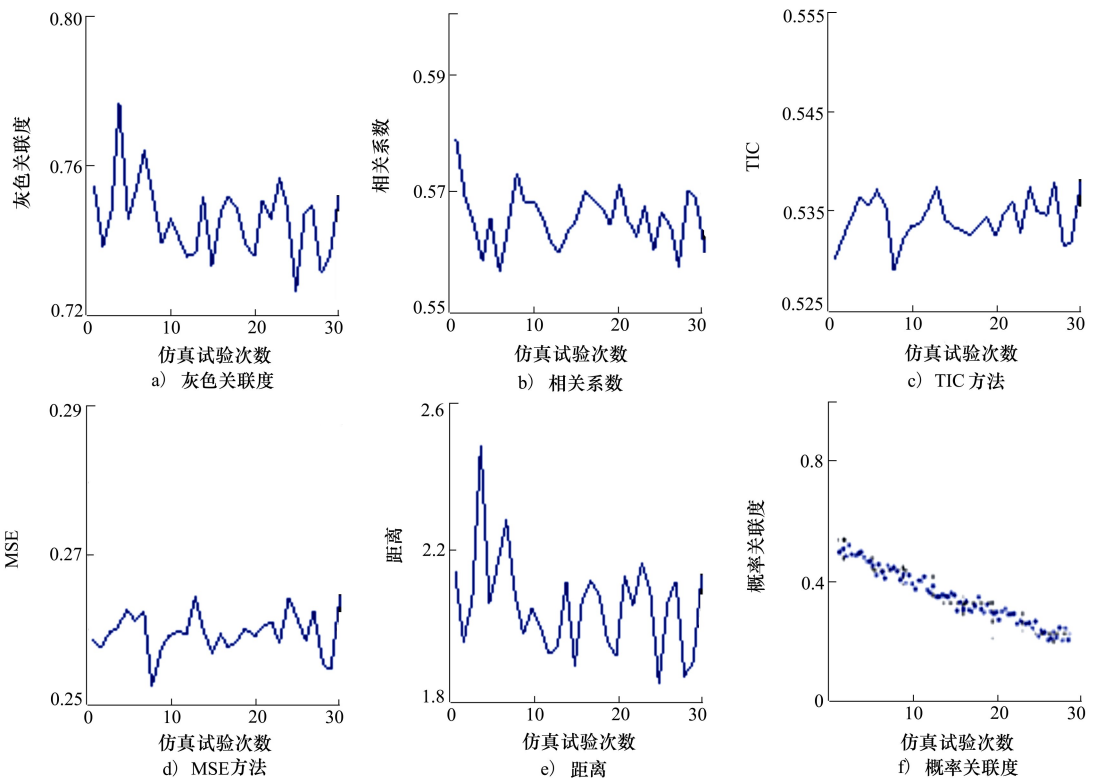 0.80
0.76
0.72
灰色关联度
0
10
20
30
仿真试验次数
a） 灰色关联度
0.59
0.57
0.55
相关系数
0
10
20
30
仿真试验次数
b） 相关系数
0.555
0.545
0.535
0.525
TIC
0
10
20
30
仿真试验次数
c） TIC 方法
0.29
0.27
0.25
MSE
0
10
20
30
仿真试验次数
d） MSE方法
2.6
2.2
1.8
距离
0
10
20
30
仿真试验次数
e） 距离
0.8
0.4
0
概率关联度
10
20
30
仿真试验次数
f） 概率关联度